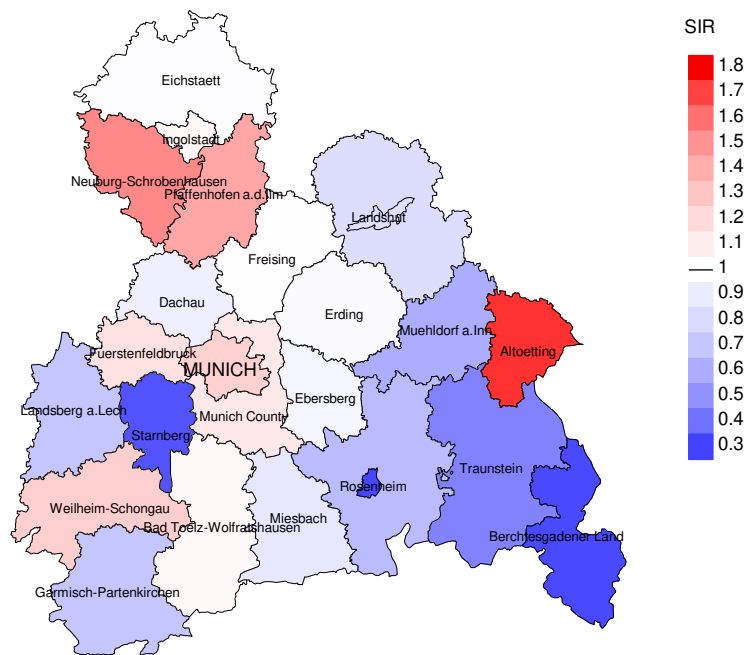 SIR
1.8
1.7
1.6
1.5
1.4
1.3
1.2
1.1
1
0.9
0.8
0.7
0.6
0.5
0.4
0.3
Eichstaett
Ingolstadt
Neuburg-Schrobenhausen
Pfaffenhofen a.d.Ilm
Landshut
Freising
Dachau
Erding
Muehldorf a.Inn
Altoetting
Fuerstenfeldbruck
MUNICH
Ebersberg
Landsberg a.Lech
Munich County
Starnberg
Traunstein
Rosenheim
Weilheim-Schongau
Miesbach
Bad Toelz-Wolfratshausen
Berchtesgadener Land
Garmisch-Partenkirchen